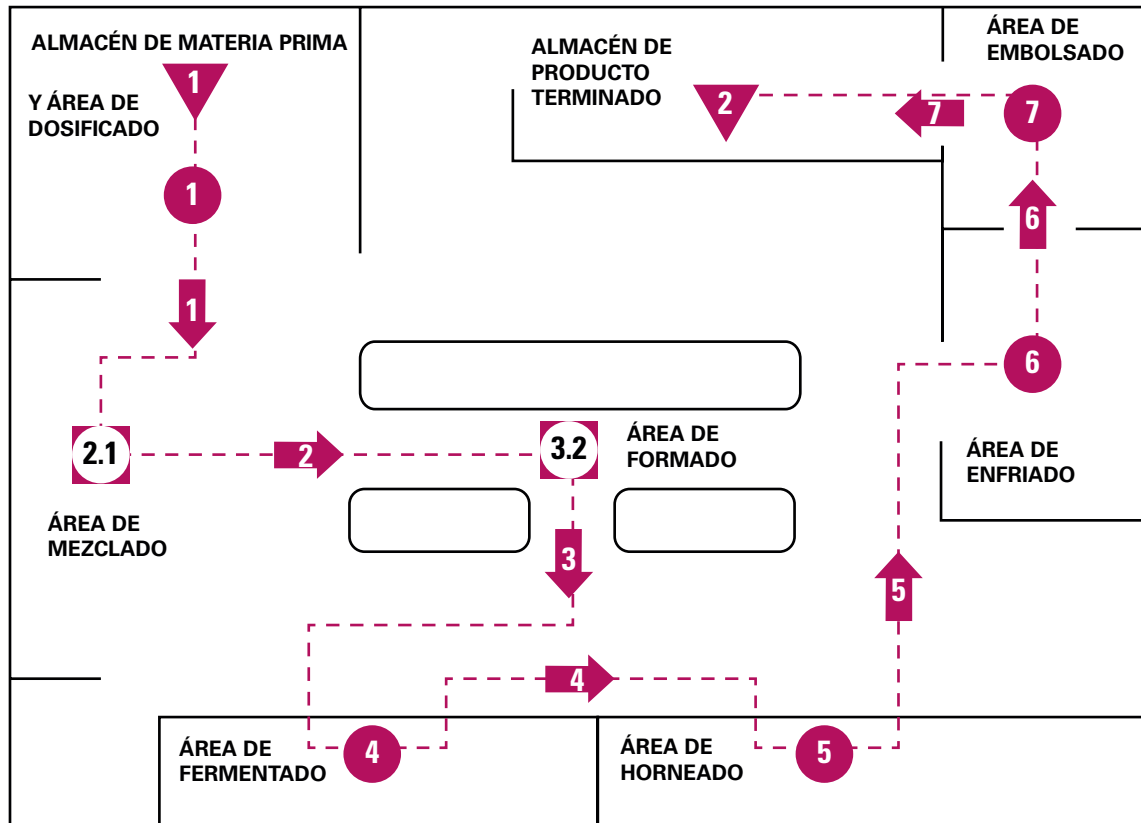 ALMACÉN DE MATERIA PRIMA
1
Y ÁREA DE
DOSIFICADO
1
1
ALMACÉN DE
PRODUCTO
TERMINADO
2
7
ÁREA DE
EMBOLSADO
7
6
6
ÁREA DE
ENFRIADO
2.1
2
3.2
ÁREA DE
FORMADO
ÁREA DE
MEZCLADO
3
5
4
ÁREA DE
FERMENTADO
4
ÁREA DE
HORNEADO
5